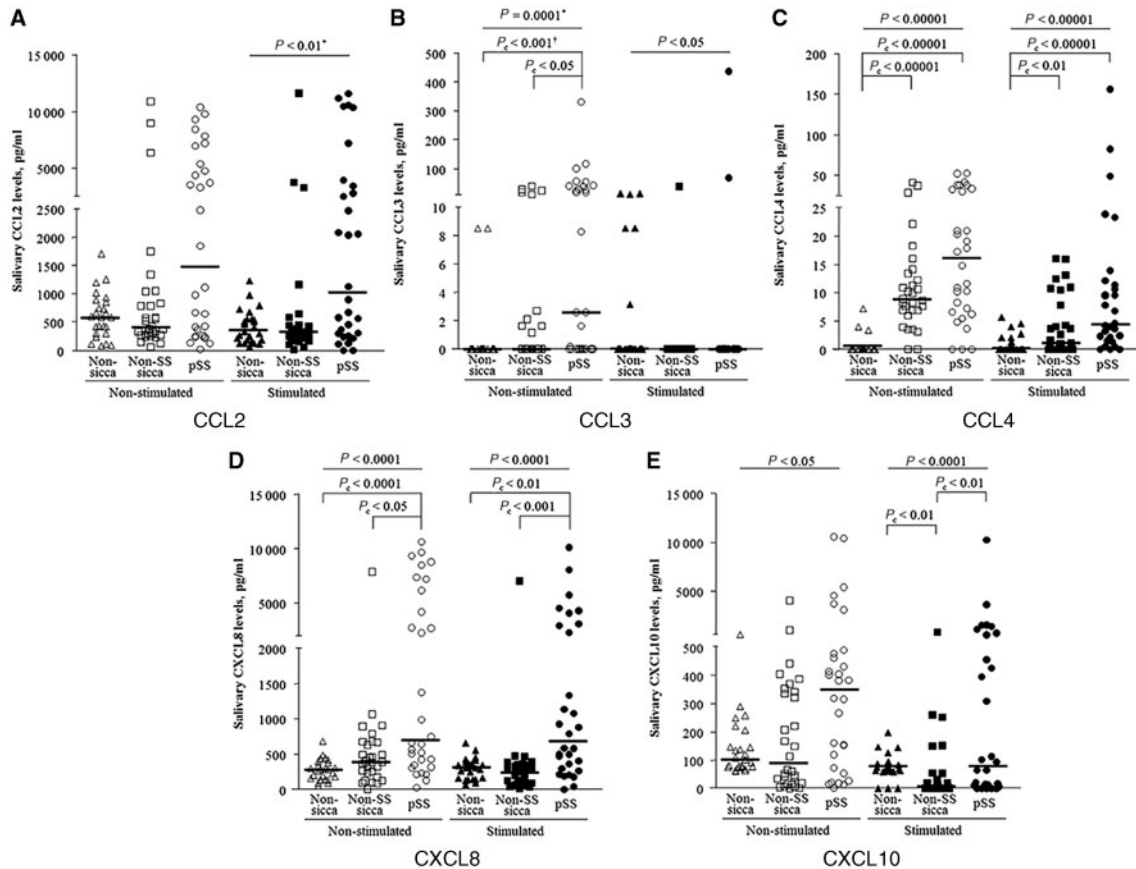 A
P < 0.01*
15 000
10 000
5000
2500
2000
1500
1000
500
0
Salivary CCL2 levels, pg/ml
Non-sicca Non-SS sicca pSS Non-sicca Non-SS sicca pSS
Non-stimulated Stimulated
CCL2
B
P = 0.0001*
Pc < 0.001† P < 0.05
Pc < 0.05
500
400
300
200
100
8
6
4
2
0
Salivary CCL3 levels, pg/ml
Non-sicca Non-SS sicca pSS Non-sicca Non-SS sicca pSS
Non-stimulated Stimulated
CCL3
C
P < 0.00001 P < 0.00001
Pc < 0.00001 Pc < 0.00001
Pc < 0.00001 Pc < 0.01
200
150
100
50
25
20
15
10
5
0
Salivary CCL4 levels, pg/ml
Non-sicca Non-SS sicca pSS Non-sicca Non-SS sicca pSS
Non-stimulated Stimulated
CCL4
D
P < 0.0001 P < 0.0001
Pc < 0.0001 Pc < 0.01
Pc < 0.05 Pc < 0.001
15 000
10 000
5000
2000
1500
1000
500
0
Salivary CXCL8 levels, pg/ml
Non-sicca Non-SS sicca pSS Non-sicca Non-SS sicca pSS
Non-stimulated Stimulated
CXCL8
E
P < 0.05 P < 0.0001
Pc < 0.01
Pc < 0.01
15 000
10 000
5000
500
400
300
200
100
0
Salivary CXCL10 levels, pg/ml
Non-sicca Non-SS sicca pSS Non-sicca Non-SS sicca pSS
Non-stimulated Stimulated
CXCL10